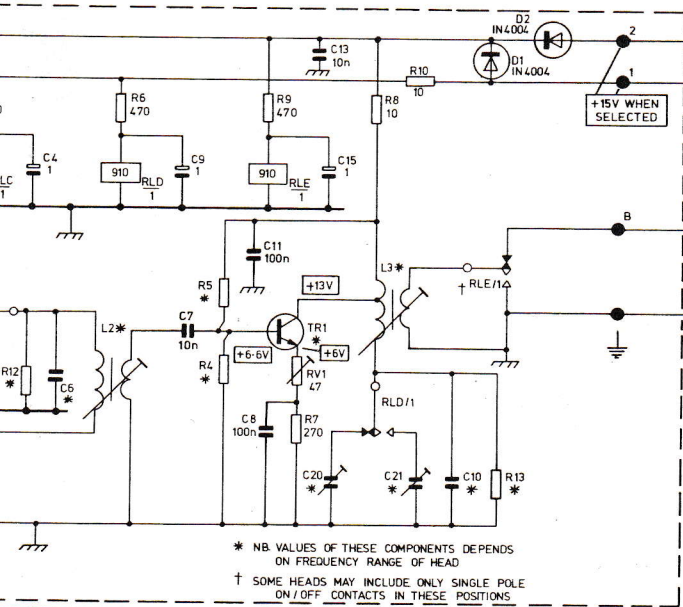 D2
IN4004
2
C13
10n
D1
IN4004
R10
10
1
+15V WHEN
SELECTED
R6
470
R9
470
R8
10
C4
1
LC
1
910
RLD
1
C9
1
910
RLE
1
C15
1
B
C11
100n
L3*
† RLE/1
R5
*
+13V
C7
10n
L2*
TR1
*
+6·6V
+6V
R12
*
C6
*
R4
*
RV1
47
RLD/1
C8
100n
R7
270
C20
*
C21
*
C10
*
R13
*
* NB. VALUES OF THESE COMPONENTS DEPENDS
ON FREQUENCY RANGE OF HEAD
† SOME HEADS MAY INCLUDE ONLY SINGLE POLE
ON / OFF CONTACTS IN THESE POSITIONS